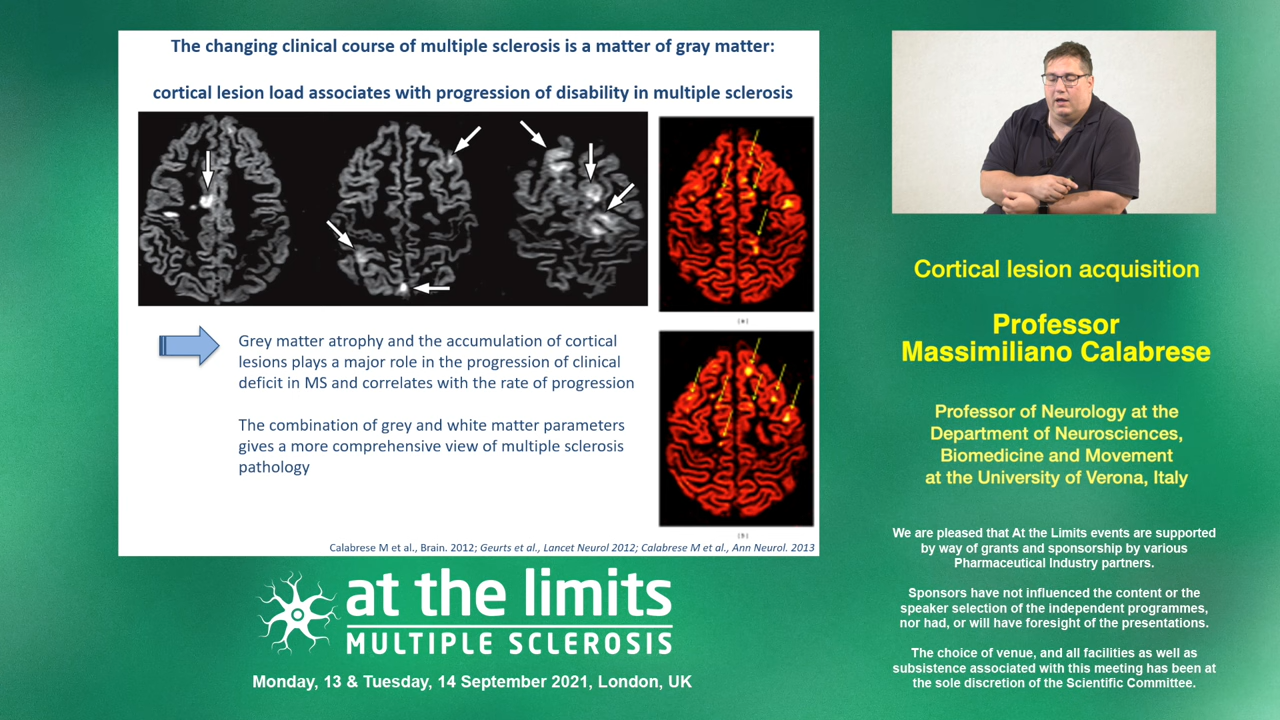 The changing clinical course of multiple sclerosis is a matter of gray matter:
cortical lesion load associates with progression of disability in multiple sclerosis
(a)
Grey matter atrophy and the accumulation of cortical
lesions plays a major role in the progression of clinical
deficit in MS and correlates with the rate of progression
The combination of grey and white matter parameters
gives a more comprehensive view of multiple sclerosis
pathology
Calabrese M et al., Brain. 2012; Geurts et al., Lancet Neurol 2012; Calabrese M et al., Ann Neurol. 2013
at the limits
MULTIPLE SCLEROSIS
Monday, 13 & Tuesday, 14 September 2021, London, UK
Cortical lesion acquisition
Professor
Massimiliano Calabrese
Professor of Neurology at the
Department of Neurosciences,
Biomedicine and Movement
at the University of Verona, Italy
We are pleased that At the Limits events are supported
by way of grants and sponsorship by various
Pharmaceutical Industry partners.
Sponsors have not influenced the content or the
speaker selection of the independent programmes,
nor had, or will have foresight of the presentations.
The choice of venue, and all facilities as well as
subsistence associated with this meeting has been at
the sole discretion of the Scientific Committee.